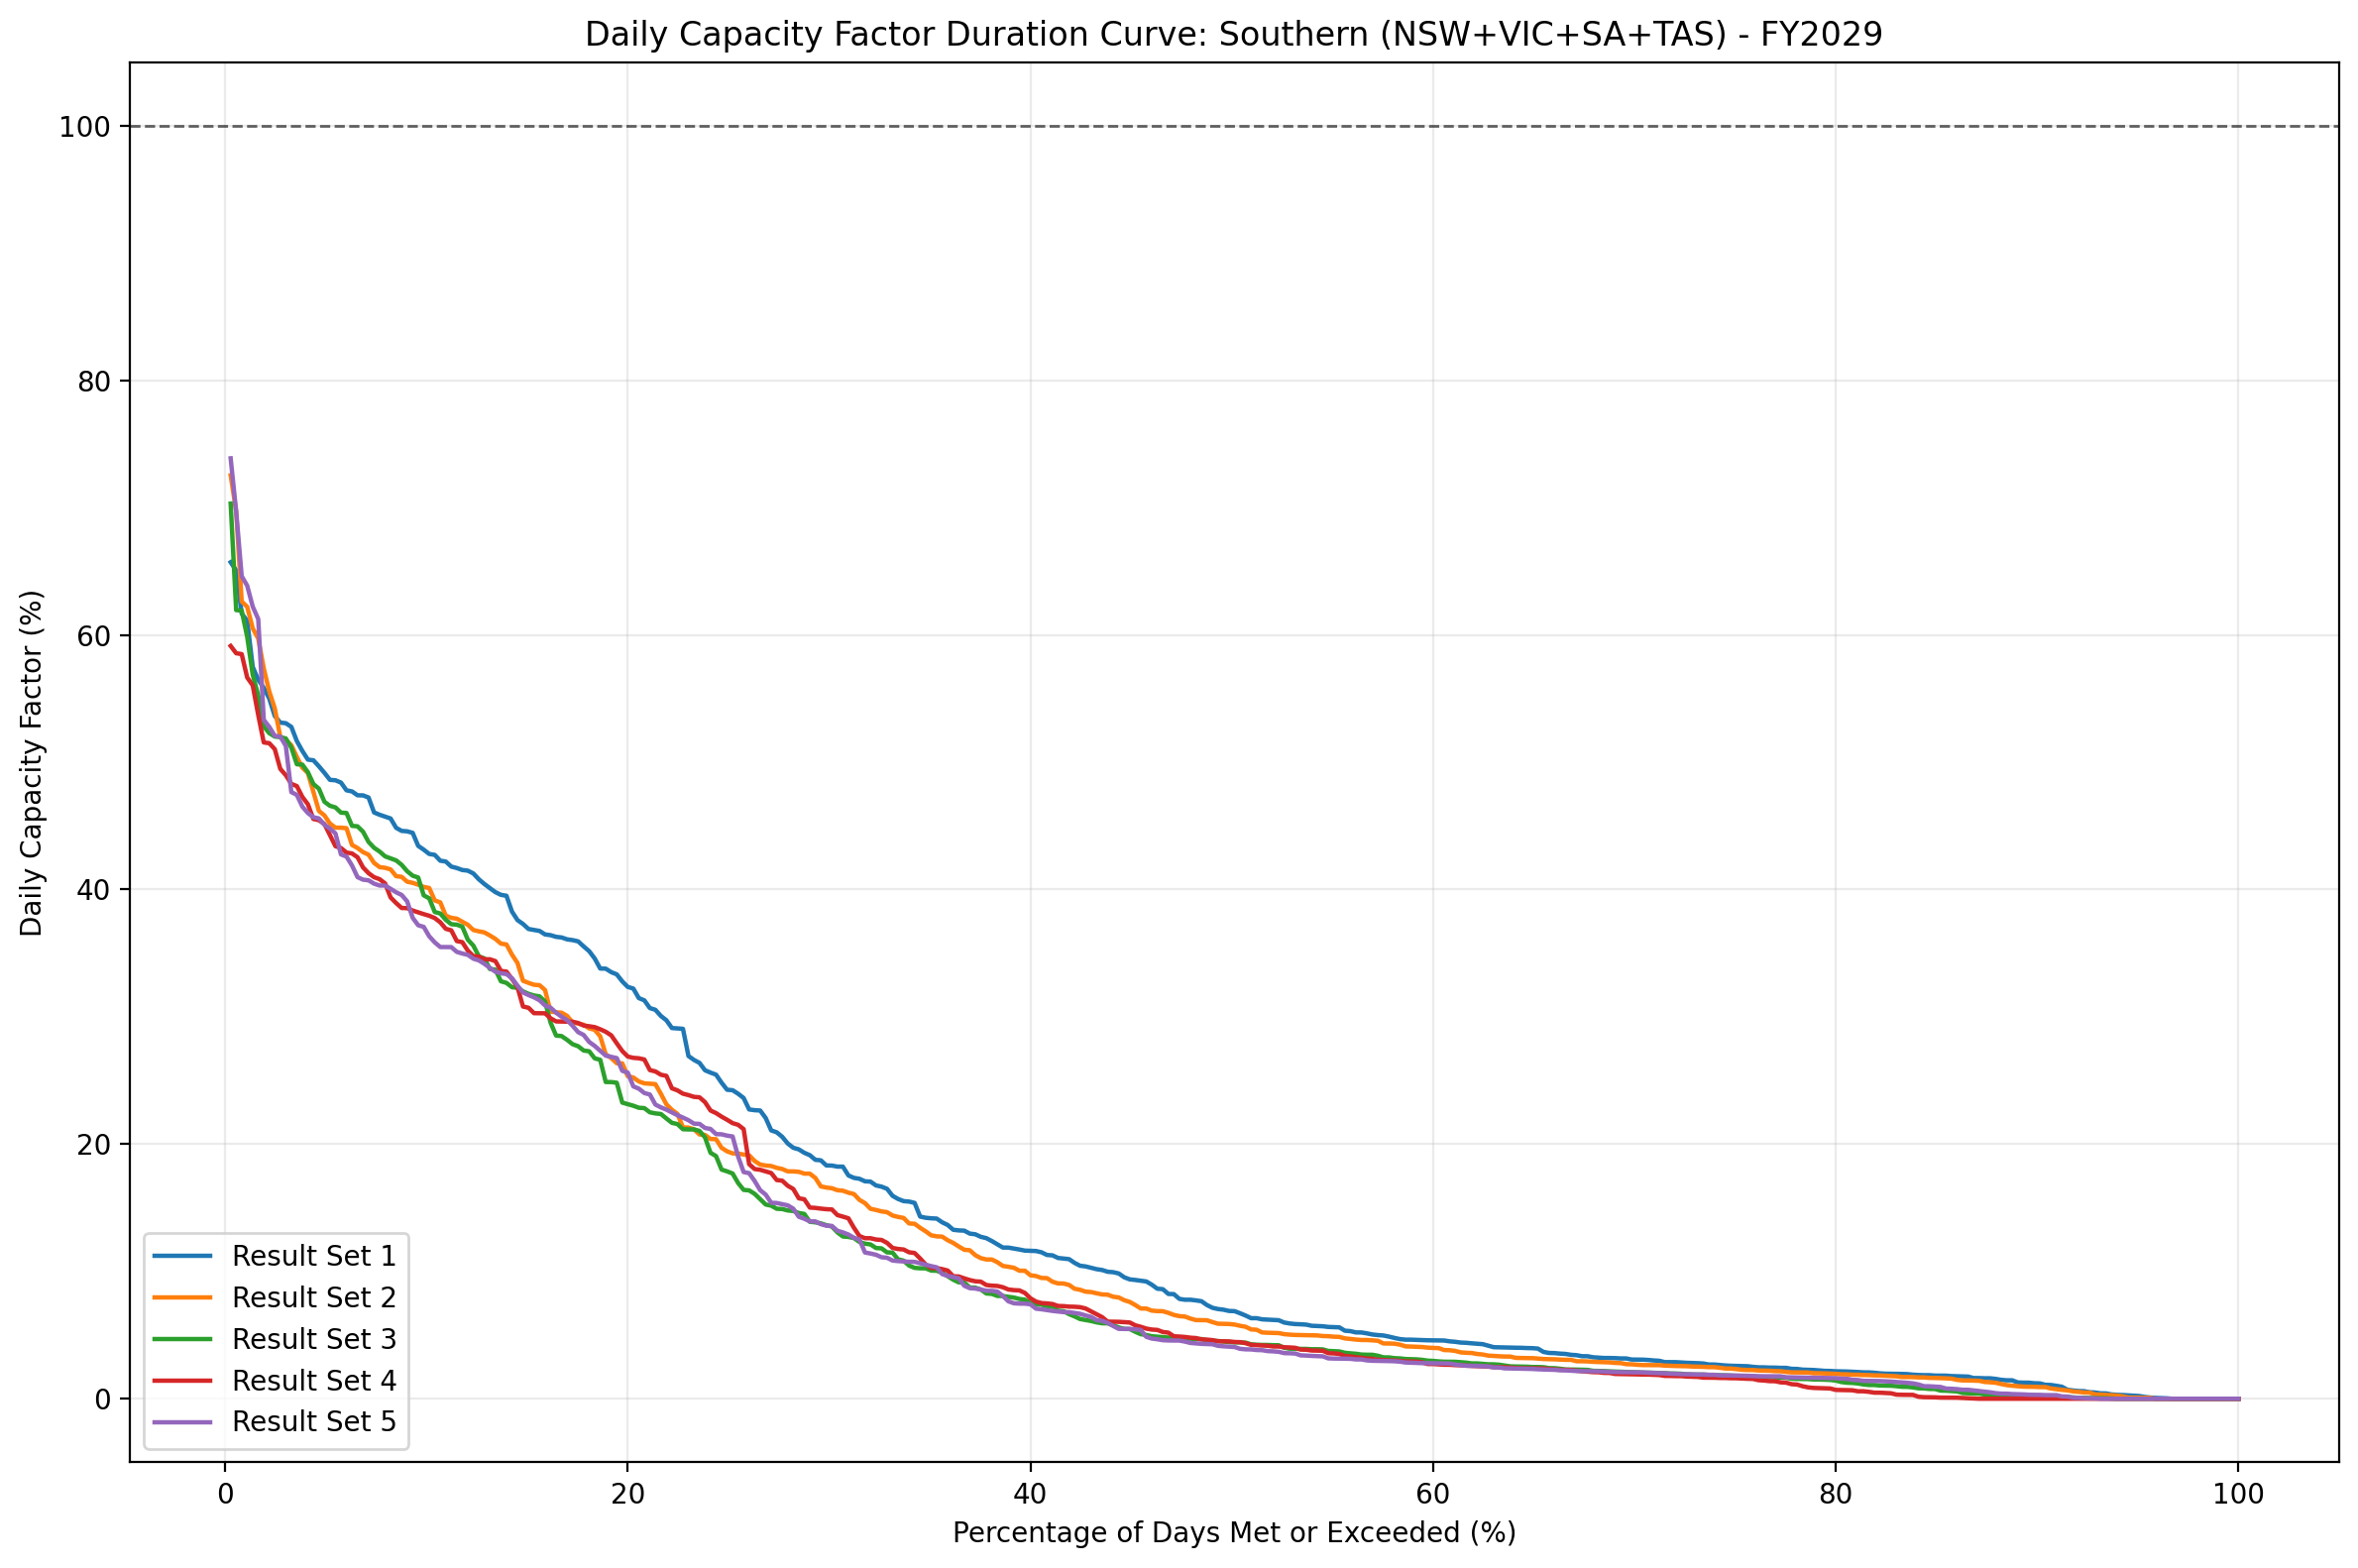 Daily Capacity Factor Duration Curve: Southern (NSW+VIC+SA+TAS) - FY2029
Daily Capacity Factor (%)
100
80
60
40
20
0
Result Set 1
Result Set 2
Result Set 3
Result Set 4
Result Set 5
0 20 40 60 80 100
Percentage of Days Met or Exceeded (%)